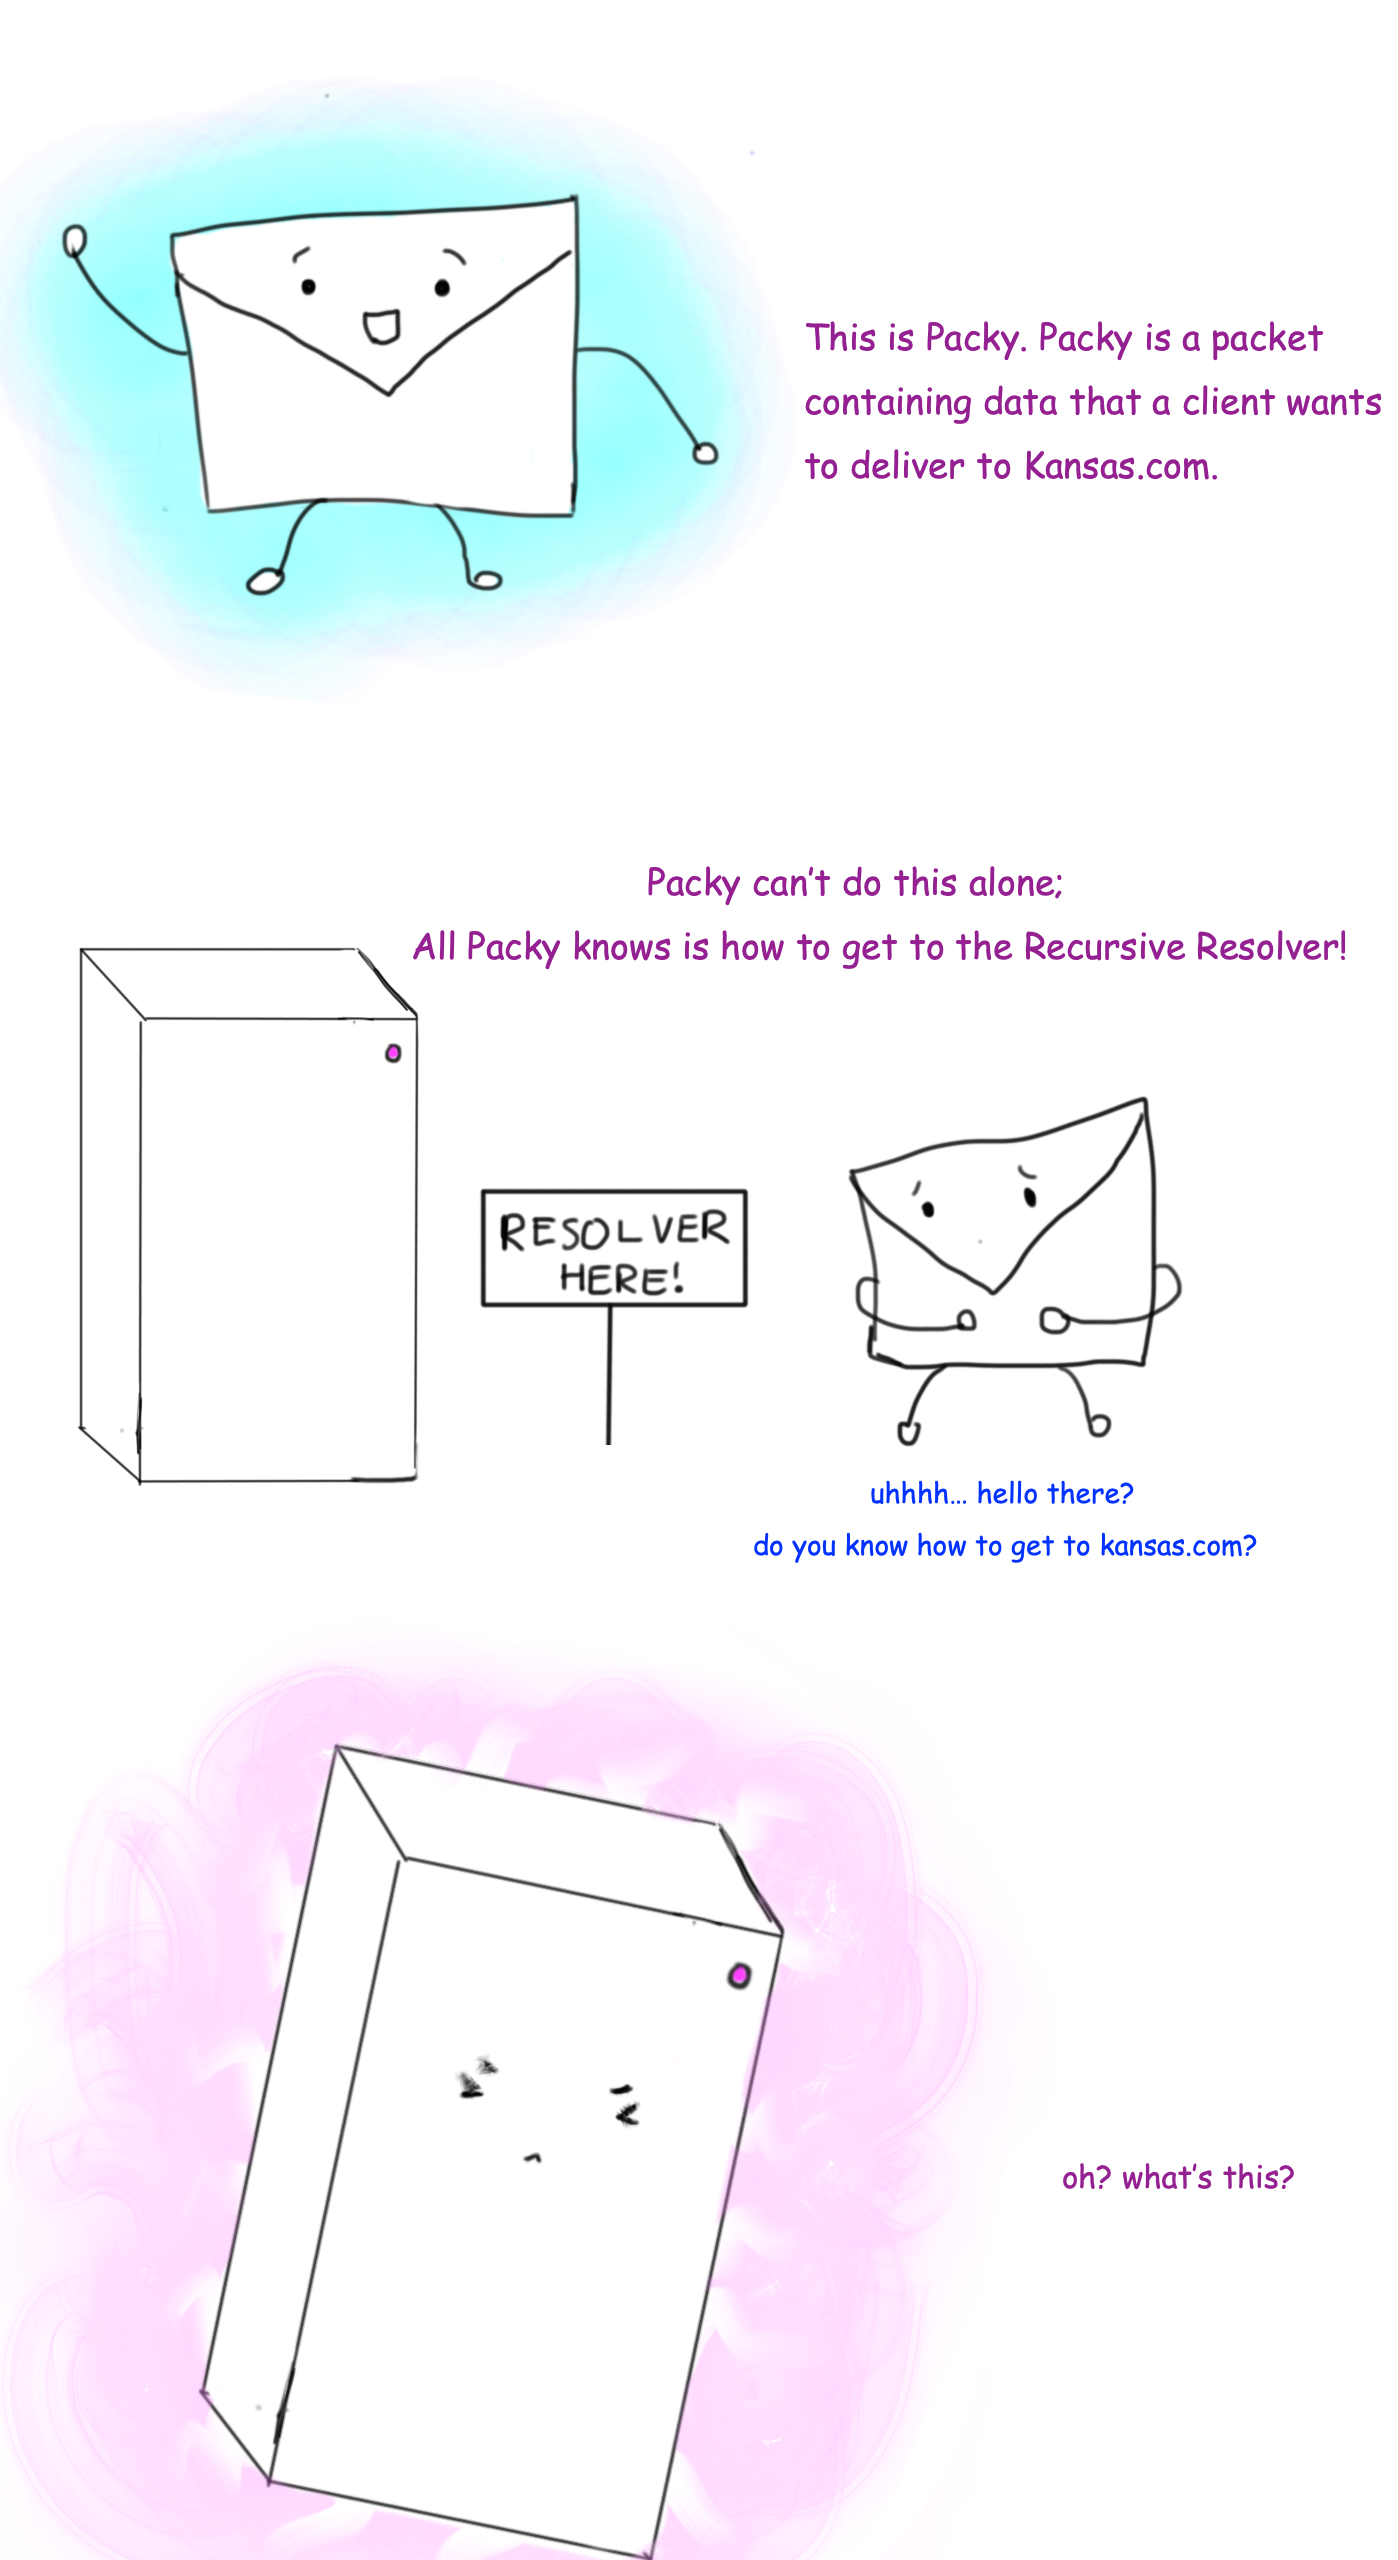 This is Packy. Packy is a packet
containing data that a client wants
to deliver to Kansas.com.
Packy can't do this alone;
All Packy knows is how to get to the Recursive Resolver!
RESOLVER
HERE!
uhhhh... hello there?
do you know how to get to kansas.com?
oh? what's this?